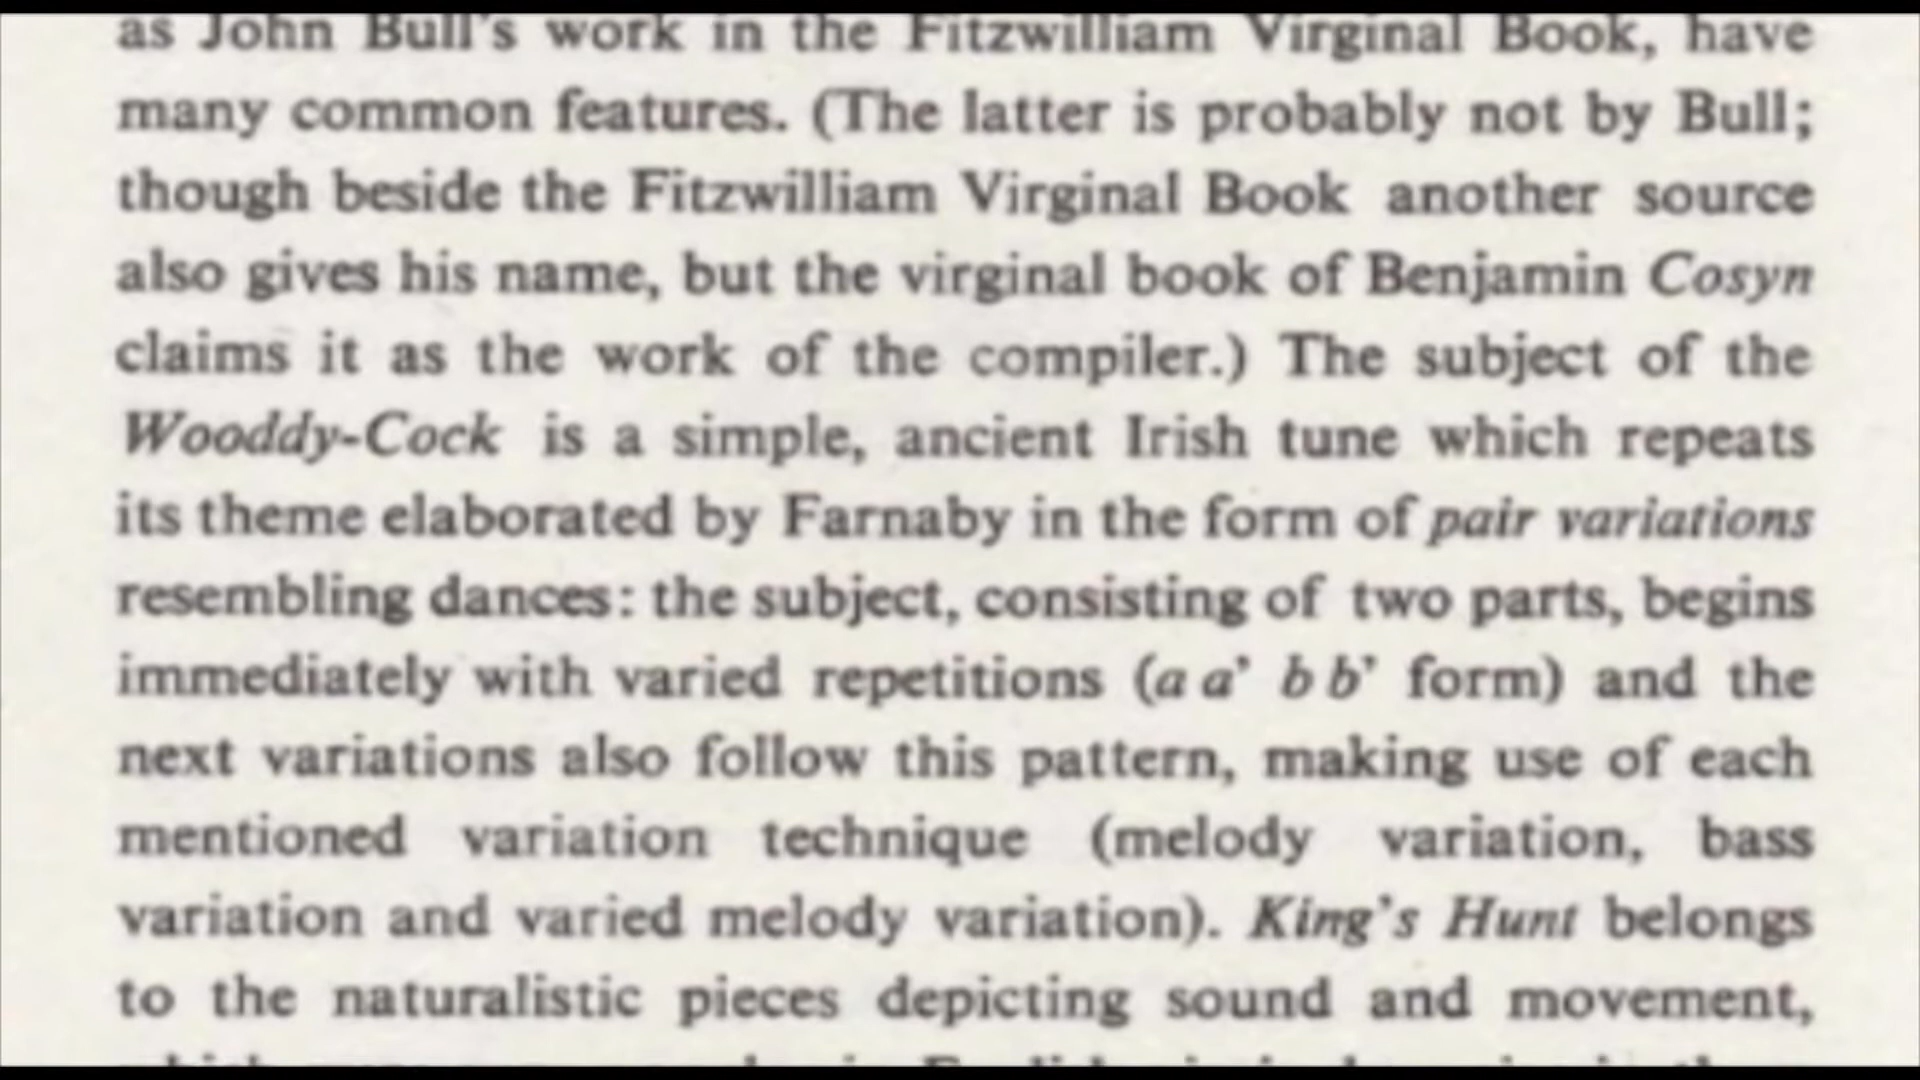 as John Bull's work in the Fitzwilliam Virginal Book, have
many common features. (The latter is probably not by Bull;
though beside the Fitzwilliam Virginal Book another source
also gives his name, but the virginal book of Benjamin Cosyn
claims it as the work of the compiler.) The subject of the
Wooddy-Cock is a simple, ancient Irish tune which repeats
its theme elaborated by Farnaby in the form of pair variations
resembling dances: the subject, consisting of two parts, begins
immediately with varied repetitions (a a' b b' form) and the
next variations also follow this pattern, making use of each
mentioned variation technique (melody variation, bass
variation and varied melody variation). King's Hunt belongs
to the naturalistic pieces depicting sound and movement,